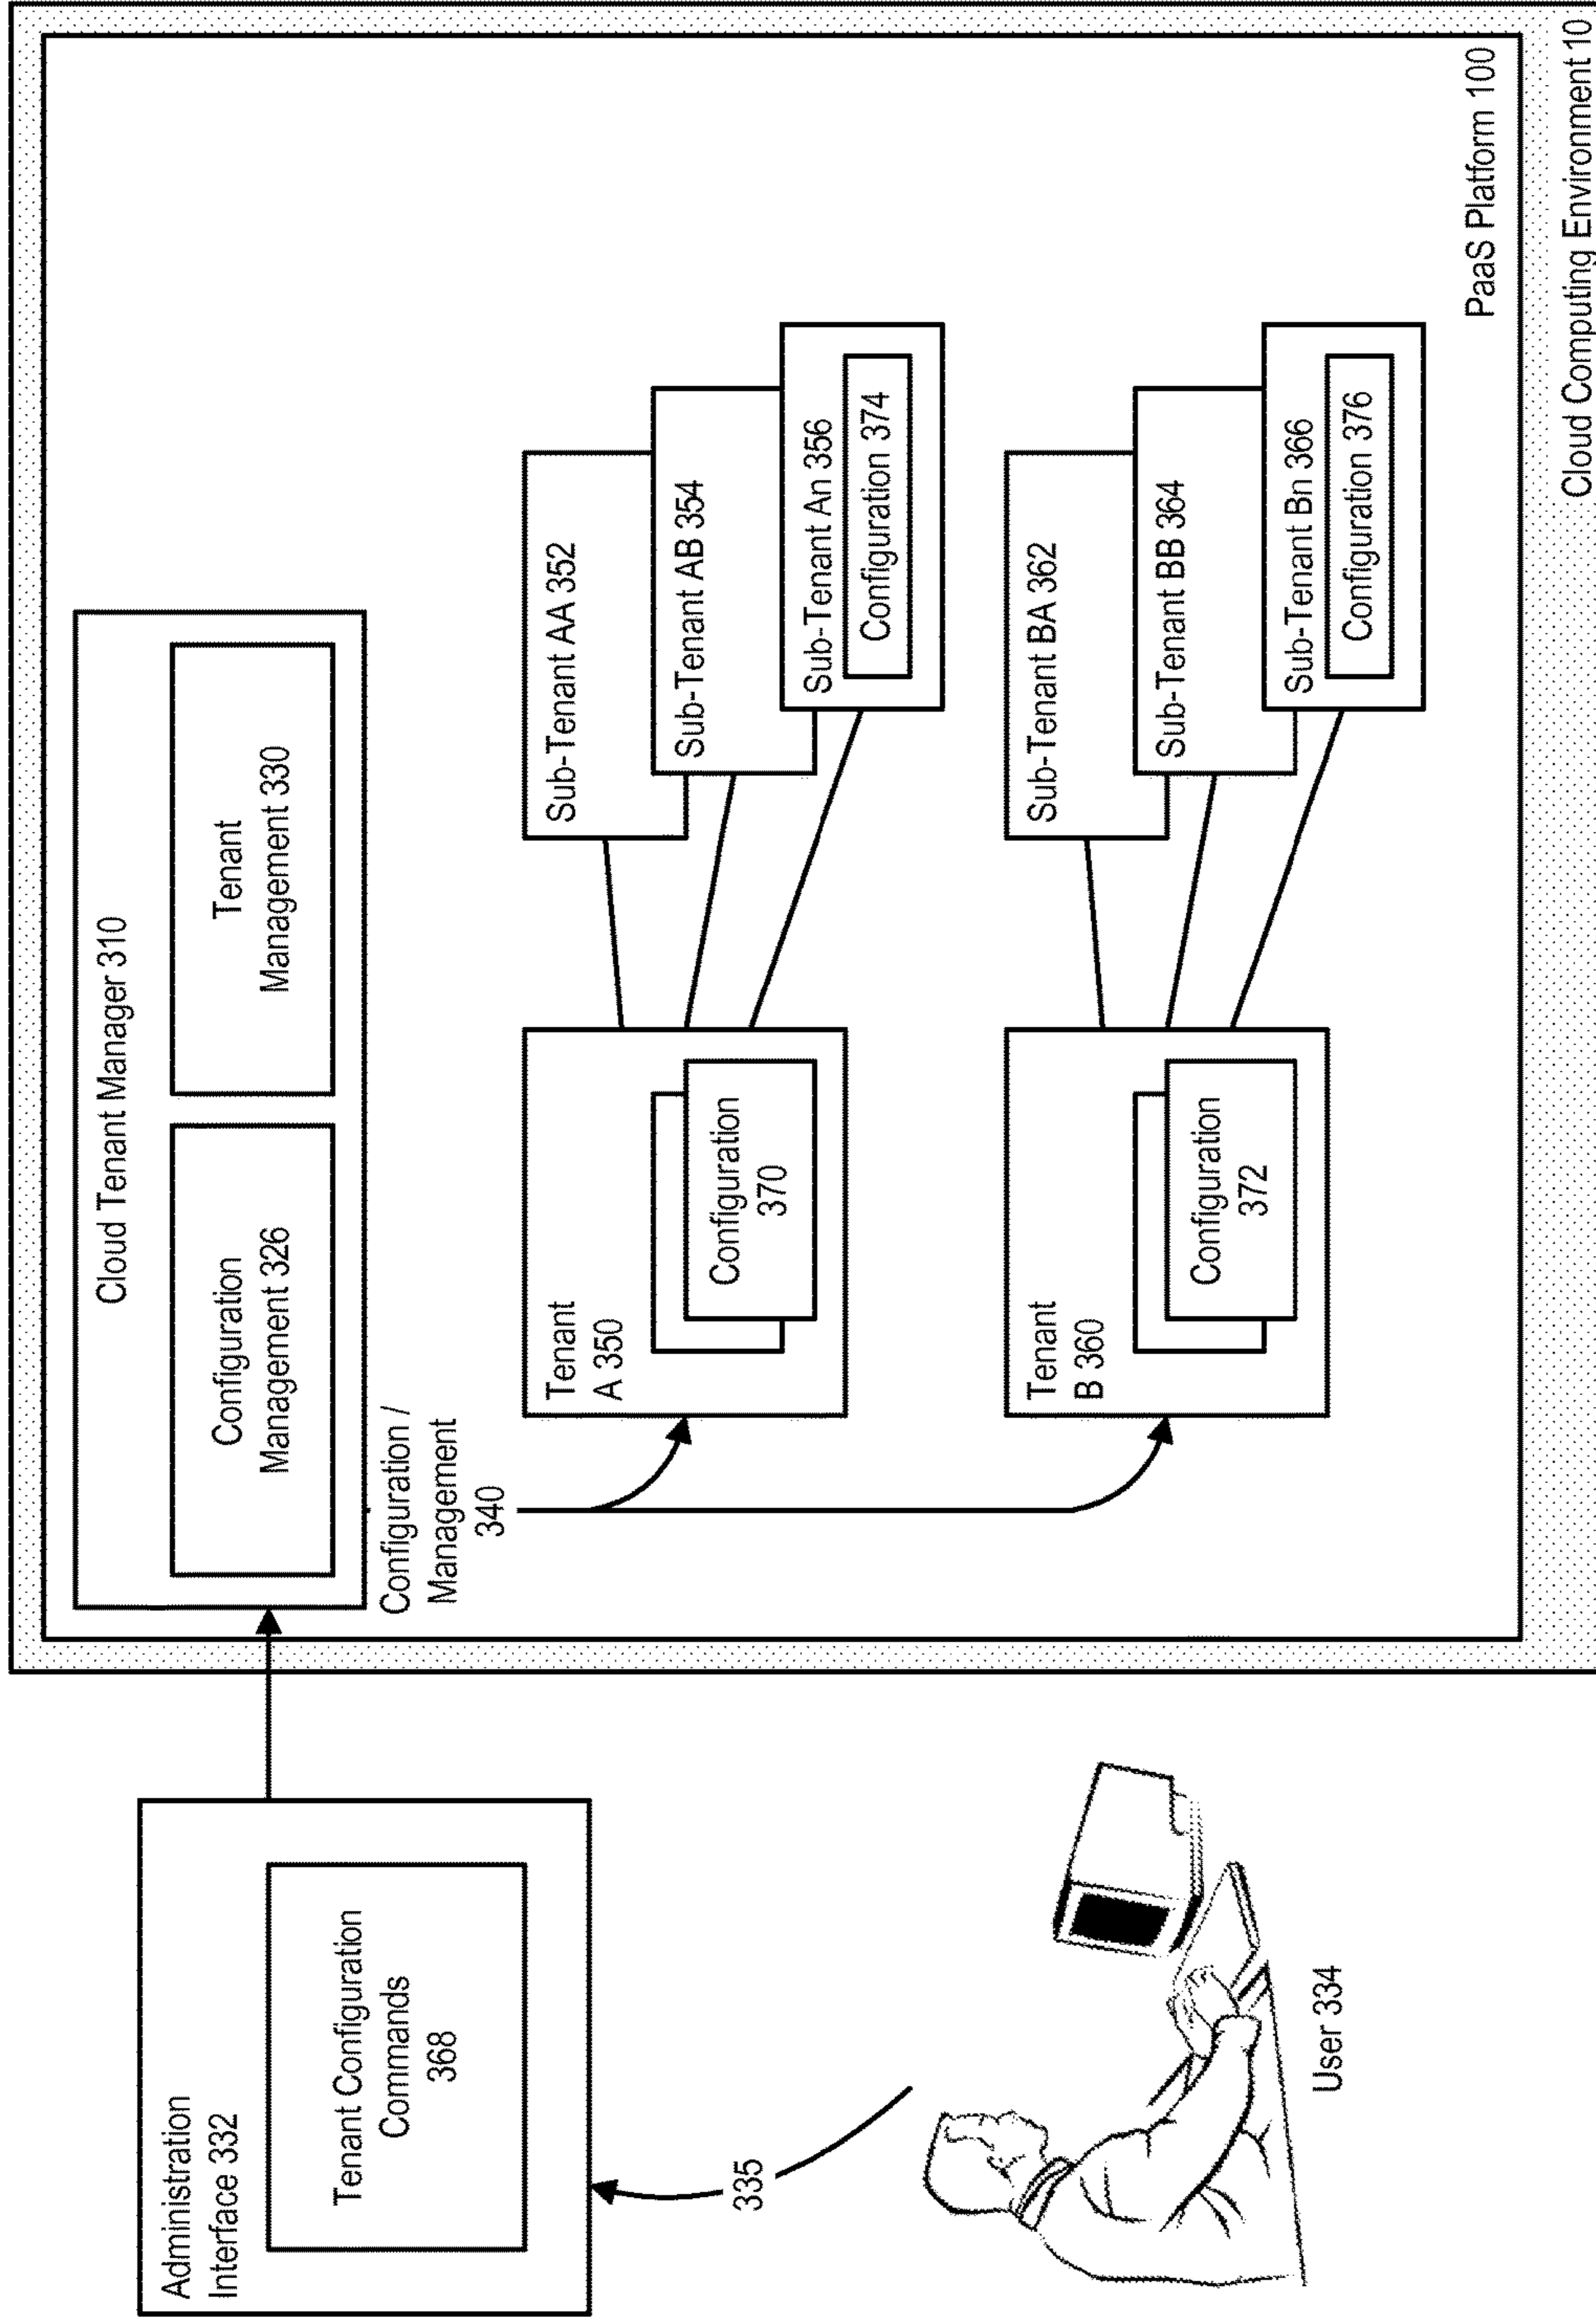 Administration
Interface 332
Tenant Configuration
Commands
368
335
User 334
Cloud Tenant Manager 310
Configuration
Management 326
Tenant
Management 330
Configuration /
Management
340
Tenant
A 350
Configuration
370
Sub-Tenant AA 352
Sub-Tenant AB 354
Sub-Tenant An 356
Configuration 374
Tenant
B 360
Configuration
372
Sub-Tenant BA 362
Sub-Tenant BB 364
Sub-Tenant Bn 366
Configuration 376
PaaS Platform 100
Cloud Computing Environment 10